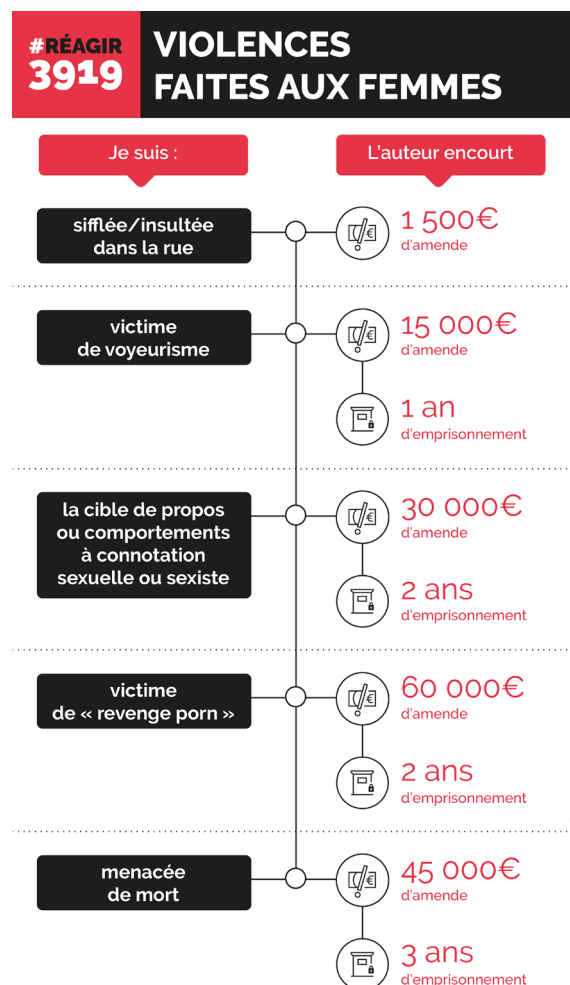 #RÉAGIR
3919
VIOLENCES
FAITES AUX FEMMES
Je suis :
L'auteur encourt
sifflée/insultée
dans la rue
1 500€
d'amende
victime
de voyeurisme
15 000€
d'amende
1 an
d'emprisonnement
la cible de propos
ou comportements
à connotation
sexuelle ou sexiste
30 000€
d'amende
2 ans
d'emprisonnement
victime
de « revenge porn »
60 000€
d'amende
2 ans
d'emprisonnement
menacée
de mort
45 000€
d'amende
3 ans
d'emprisonnement